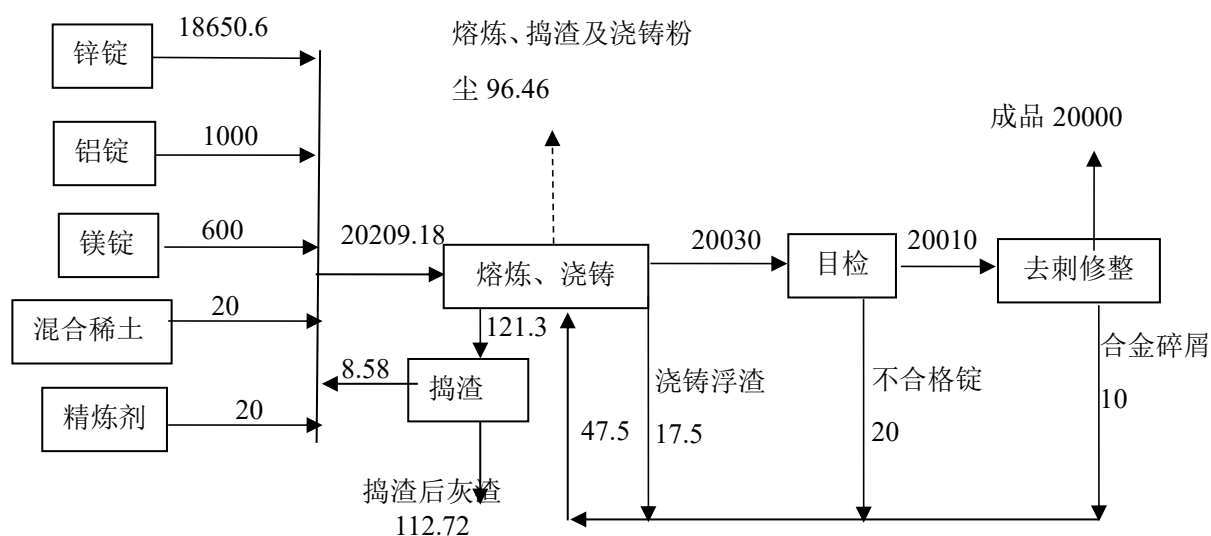 锌锭
18650.6
熔炼、捣渣及浇铸粉
尘 96.46
成品 20000
铝锭
1000
镁锭
600
20209.18
熔炼、浇铸
20030
目检
20010
去刺修整
混合稀土
20
121.3
8.58
捣渣
精炼剂
20
47.5
浇铸浮渣
17.5
不合格锭
20
合金碎屑
10
捣渣后灰渣
112.72